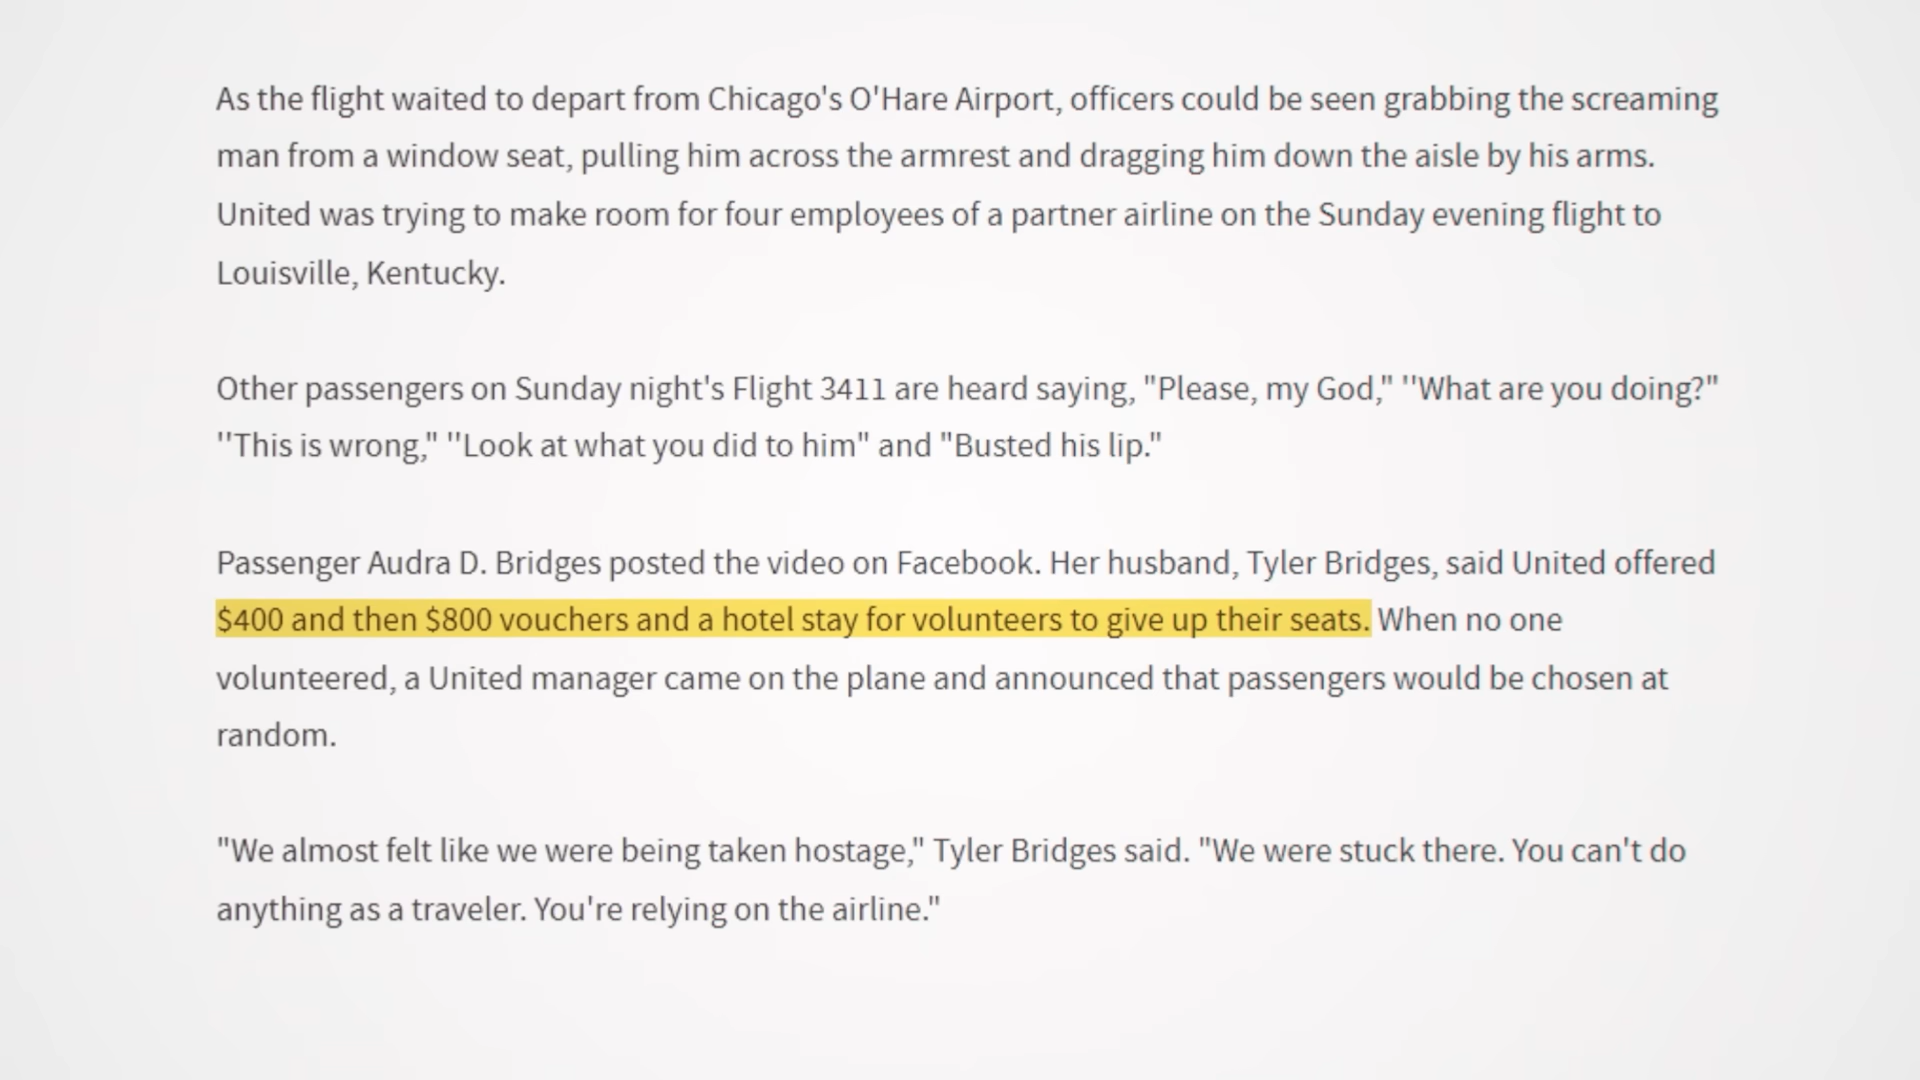 As the flight waited to depart from Chicago's O'Hare Airport, officers could be seen grabbing the screaming
man from a window seat, pulling him across the armrest and dragging him down the aisle by his arms.
United was trying to make room for four employees of a partner airline on the Sunday evening flight to
Louisville, Kentucky.
Other passengers on Sunday night's Flight 3411 are heard saying, "Please, my God," ''What are you doing?"
''This is wrong," ''Look at what you did to him" and "Busted his lip."
Passenger Audra D. Bridges posted the video on Facebook. Her husband, Tyler Bridges, said United offered
$400 and then $800 vouchers and a hotel stay for volunteers to give up their seats. When no one
volunteered, a United manager came on the plane and announced that passengers would be chosen at
random.
"We almost felt like we were being taken hostage," Tyler Bridges said. "We were stuck there. You can't do
anything as a traveler. You're relying on the airline."